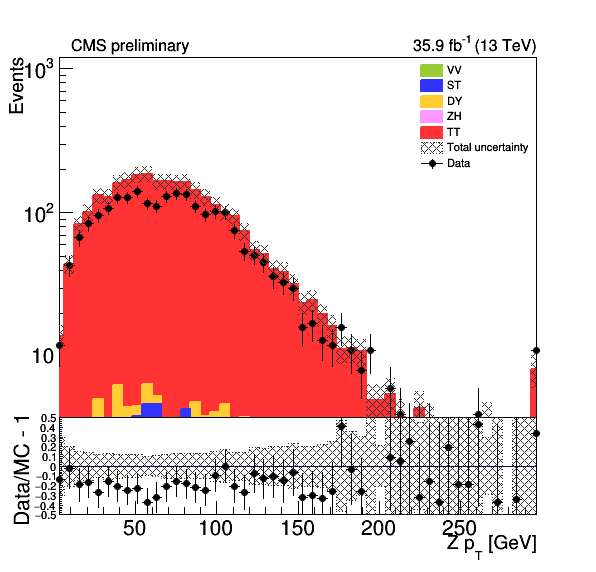 CMS preliminary 35.9 fb⁻¹ (13 TeV)
Events
10³
10²
10
VV
ST
DY
ZH
TT
Total uncertainty
Data
Data/MC - 1
0.5
0.4
0.3
0.2
0.1
0
-0.1
-0.2
-0.3
-0.4
-0.5
50 100 150 200 250
Z p_T [GeV]